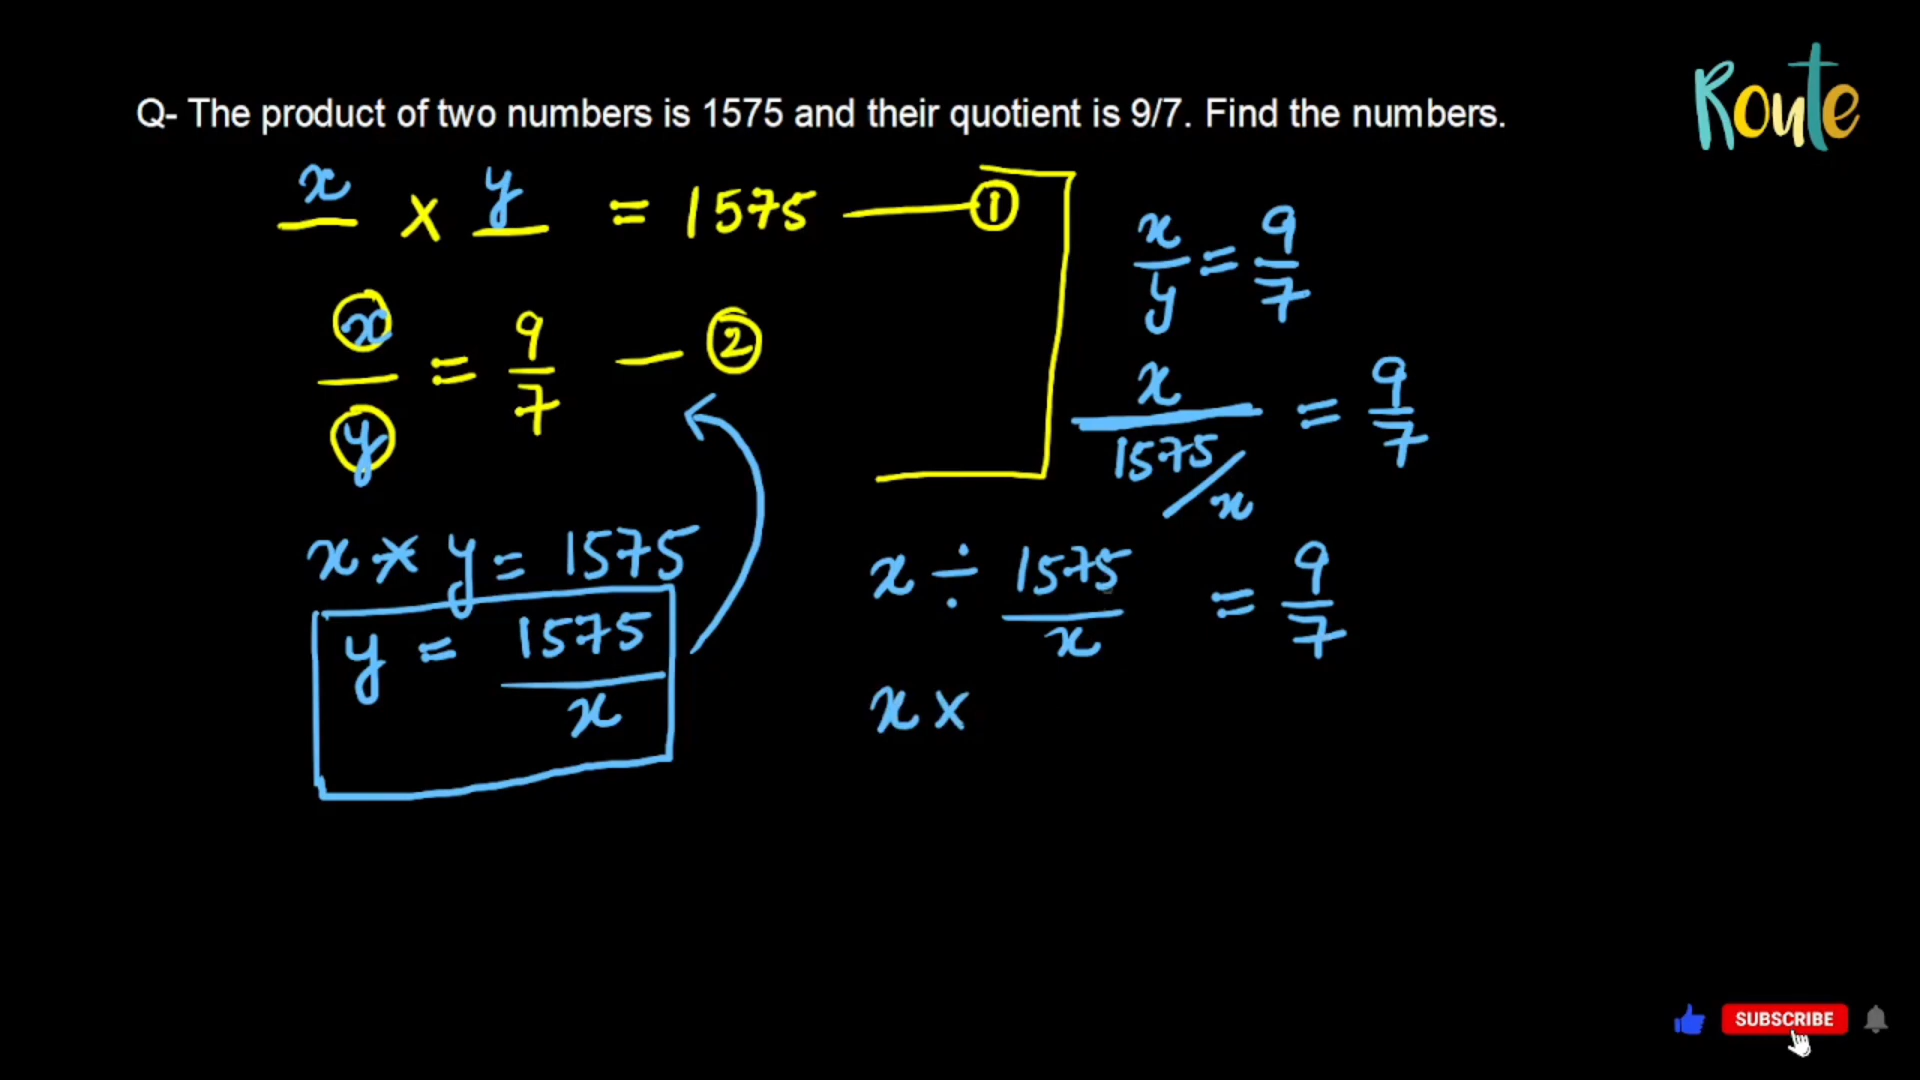 Route
Q- The product of two numbers is 1575 and their quotient is 9/7. Find the numbers.
x × y = 1575 — ①
x/y = 9/7 — ②
x * y = 1575
y = 1575/x
x/y = 9/7
x/1575/x = 9/7
x ÷ 1575/x = 9/7
x ×
SUBSCRIBE